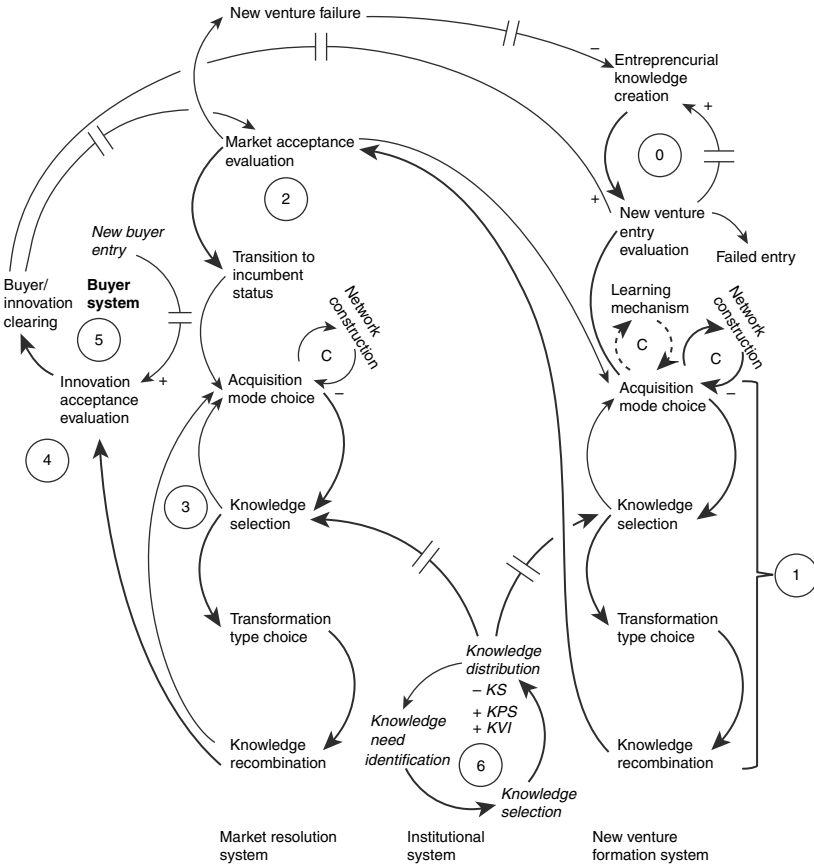 New venture failure
–
Entreprencurial
knowledge
creation
+
0
Market acceptance
evaluation
2
+
New venture
entry
evaluation
Failed entry
New buyer
entry
Transition to
incumbent
status
Buyer/
innovation
clearing
Buyer
system
5
Learning
mechanism
Network
construction
Network
construction
C
C
C
Innovation
acceptance
evaluation
+
Acquisition
mode choice
–
Acquisition
mode choice
–
4
3
Knowledge
selection
Knowledge
selection
1
Transformation
type choice
Transformation
type choice
Knowledge
distribution
– KS
+ KPS
+ KVI
Knowledge
need
identification
6
Knowledge
recombination
Knowledge
recombination
Knowledge
selection
Market resolution
system
Institutional
system
New venture
formation system